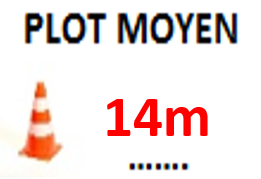 PLOT MOYEN
14m
.......